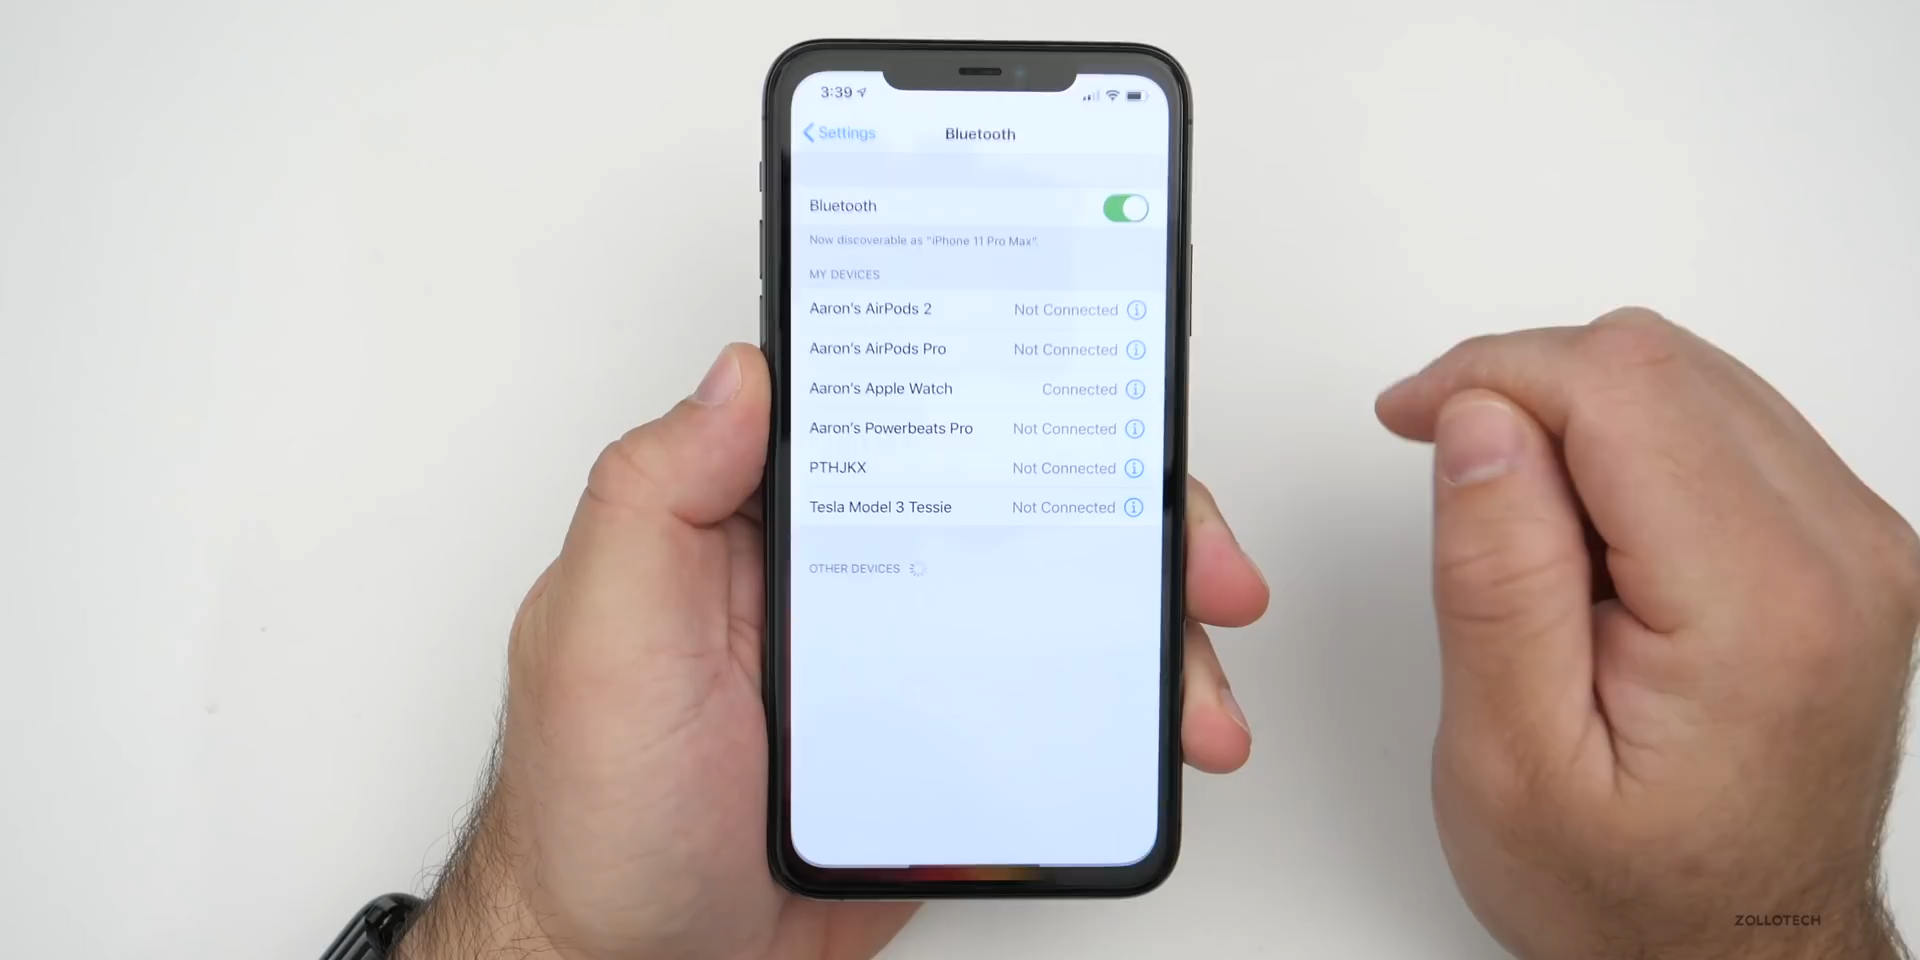 3:39
Settings
Bluetooth
Bluetooth
Now discoverable as "iPhone 11 Pro Max".
MY DEVICES
Aaron's AirPods 2 Not Connected
Aaron's AirPods Pro Not Connected
Aaron's Apple Watch Connected
Aaron's Powerbeats Pro Not Connected
PTHJKX Not Connected
Tesla Model 3 Tessie Not Connected
OTHER DEVICES
ZOLLOTECH